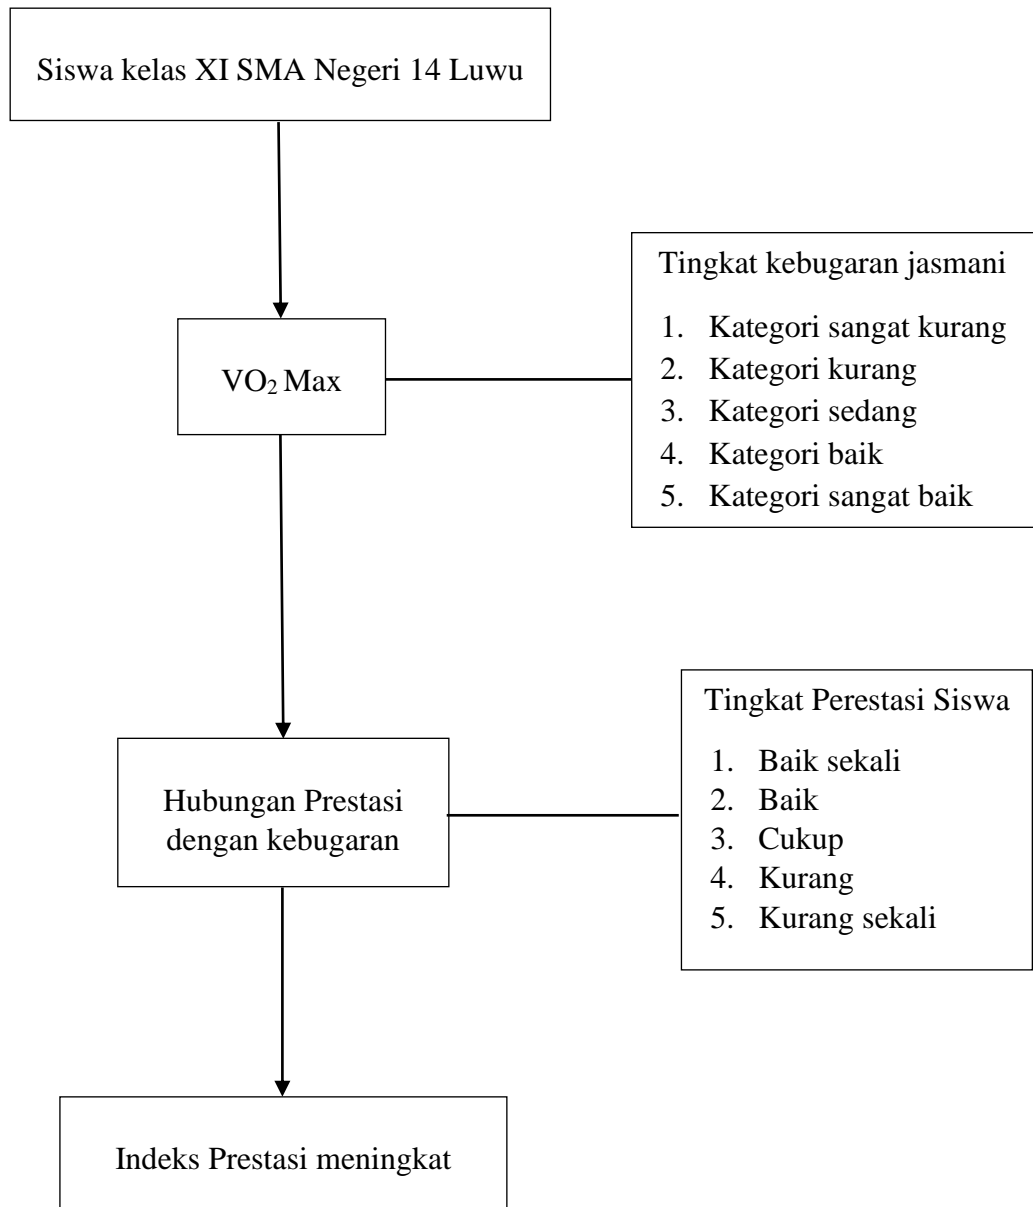 Siswa kelas XI SMA Negeri 14 Luwu
Tingkat kebugaran jasmani
1. Kategori sangat kurang
2. Kategori kurang
3. Kategori sedang
4. Kategori baik
5. Kategori sangat baik
VO₂ Max
Tingkat Perestasi Siswa
1. Baik sekali
2. Baik
3. Cukup
4. Kurang
5. Kurang sekali
Hubungan Prestasi
dengan kebugaran
Indeks Prestasi meningkat